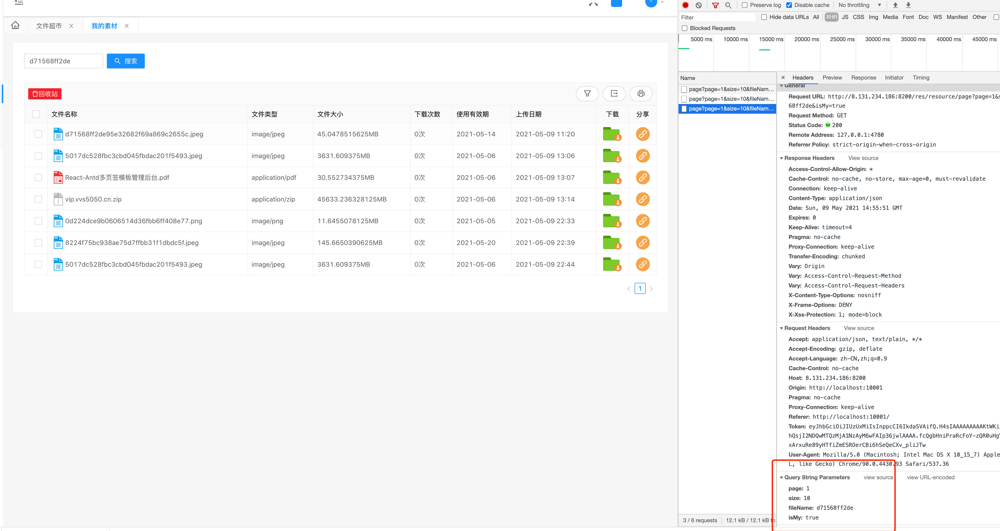 文件超市
我的素材
d71568ff2de
搜索
回收站
文件名称 文件类型 文件大小 下载次数 使用有效期 上传日期 下载 分享
d71568ff2de95e32682f69a869c2655c.jpeg image/jpeg 45.0478515625MB 0次 2021-05-14 2021-05-09 11:20
5017dc528fbc3cbd045fbdac201f5493.jpeg image/jpeg 3631.609375MB 0次 2021-05-06 2021-05-09 13:06
React-Antd多页签模板管理后台.pdf application/pdf 30.552734375MB 0次 2021-05-06 2021-05-09 13:07
vip.vvs5050.cn.zip application/zip 45633.236328125MB 0次 2021-05-06 2021-05-09 13:14
0d224dce9b0606514d36fbb6ff408e77.png image/png 11.6455078125MB 0次 2021-05-05 2021-05-09 22:33
8224f75bc938ae75d7ffbb31f1dbdc5f.jpeg image/jpeg 145.6650390625MB 0次 2021-05-20 2021-05-09 22:39
5017dc528fbc3cbd045fbdac201f5493.jpeg image/jpeg 3631.609375MB 0次 2021-05-06 2021-05-09 22:44
1
Preserve log Disable cache No throttling
Filter Hide data URLs All XHR JS CSS Img Media Font Doc WS Manifest Other
Blocked Requests
5000 ms 10000 ms 15000 ms 20000 ms 25000 ms 30000 ms 35000 ms 40000 ms 45000 ms
Name
page?page=1&size=10&fileNam…
page?page=1&size=10&fileNam…
page?page=1&size=10&fileNam…
3 / 6 requests 12.1 kB / 12.1 kB
Headers Preview Response Initiator Timing
General
Request URL: http://8.131.234.186:8200/res/resource/page?page=1&
68ff2de&isMy=true
Request Method: GET
Status Code: 200
Remote Address: 127.0.0.1:4780
Referrer Policy: strict-origin-when-cross-origin
Response Headers View source
Access-Control-Allow-Origin: *
Cache-Control: no-cache, no-store, max-age=0, must-revalidate
Connection: keep-alive
Content-Type: application/json
Date: Sun, 09 May 2021 14:55:51 GMT
Expires: 0
Keep-Alive: timeout=4
Pragma: no-cache
Proxy-Connection: keep-alive
Transfer-Encoding: chunked
Vary: Origin
Vary: Access-Control-Request-Method
Vary: Access-Control-Request-Headers
X-Content-Type-Options: nosniff
X-Frame-Options: DENY
X-Xss-Protection: 1; mode=block
Request Headers View source
Accept: application/json, text/plain, */*
Accept-Encoding: gzip, deflate
Accept-Language: zh-CN,zh;q=0.9
Cache-Control: no-cache
Host: 8.131.234.186:8200
Origin: http://localhost:10001
Pragma: no-cache
Proxy-Connection: keep-alive
Referer: http://localhost:10001/
Token: eyJhbGciOiJIUzUxMiIsInppcCI6IkdaSVAifQ.H4sIAAAAAAAAAKtWKi
hQsjI2NDQwMTQzMjA1NzAyM6wFAIp36jwlAAAA.fcQgbHniPraRcFoY-zQR0uHg
xArxuRe89yHTfiZmESROerCBi6hSeQeCXv_pliJTw
User-Agent: Mozilla/5.0 (Macintosh; Intel Mac OS X 10_15_7) Apple
L, like Gecko) Chrome/90.0.4430.93 Safari/537.36
Query String Parameters view source view URL-encoded
page: 1
size: 10
fileName: d71568ff2de
isMy: true